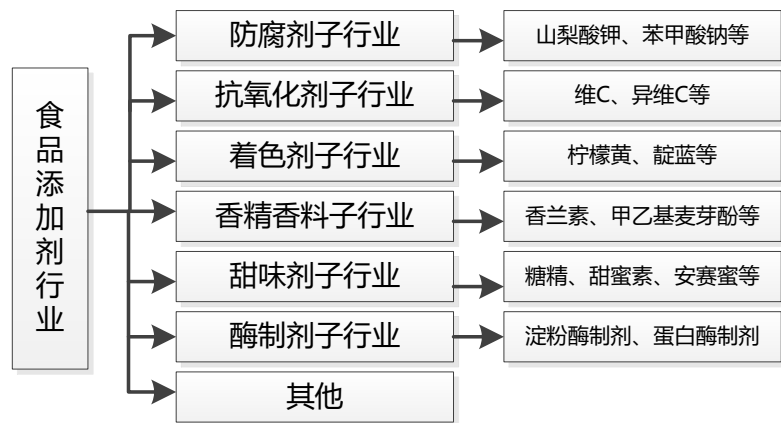 食品添加剂行业
防腐剂子行业
山梨酸钾、苯甲酸钠等
抗氧化剂子行业
维C、异维C等
着色剂子行业
柠檬黄、靛蓝等
香精香料子行业
香兰素、甲乙基麦芽酚等
甜味剂子行业
糖精、甜蜜素、安赛蜜等
酶制剂子行业
淀粉酶制剂、蛋白酶制剂
其他